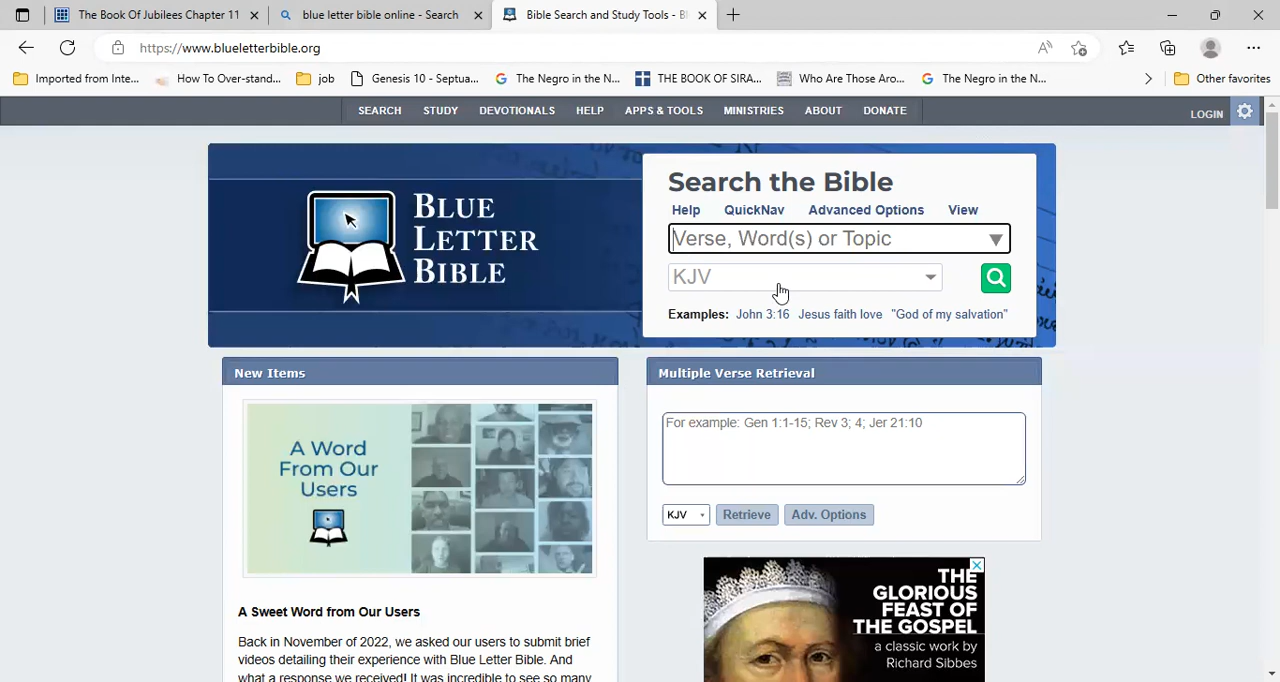 The Book Of Jubilees Chapter 11
blue letter bible online - Search
Bible Search and Study Tools - Bl
https://www.blueletterbible.org
Imported from Inte...
How To Over-stand...
job
Genesis 10 - Septua...
The Negro in the N...
THE BOOK OF SIRA...
Who Are Those Aro...
The Negro in the N...
Other favorites
SEARCH STUDY DEVOTIONALS HELP APPS & TOOLS MINISTRIES ABOUT DONATE
LOGIN
BLUE
LETTER
BIBLE
Search the Bible
Help QuickNav Advanced Options View
Verse, Word(s) or Topic
KJV
Examples: John 3:16 Jesus faith love "God of my salvation"
New Items
A Word
From Our
Users
A Sweet Word from Our Users
Back in November of 2022, we asked our users to submit brief
videos detailing their experience with Blue Letter Bible. And
what a response we received! It was incredible to see so many
Multiple Verse Retrieval
For example: Gen 1:1-15; Rev 3; 4; Jer 21:10
KJV Retrieve Adv. Options
THE
GLORIOUS
FEAST OF
THE GOSPEL
a classic work by
Richard Sibbes